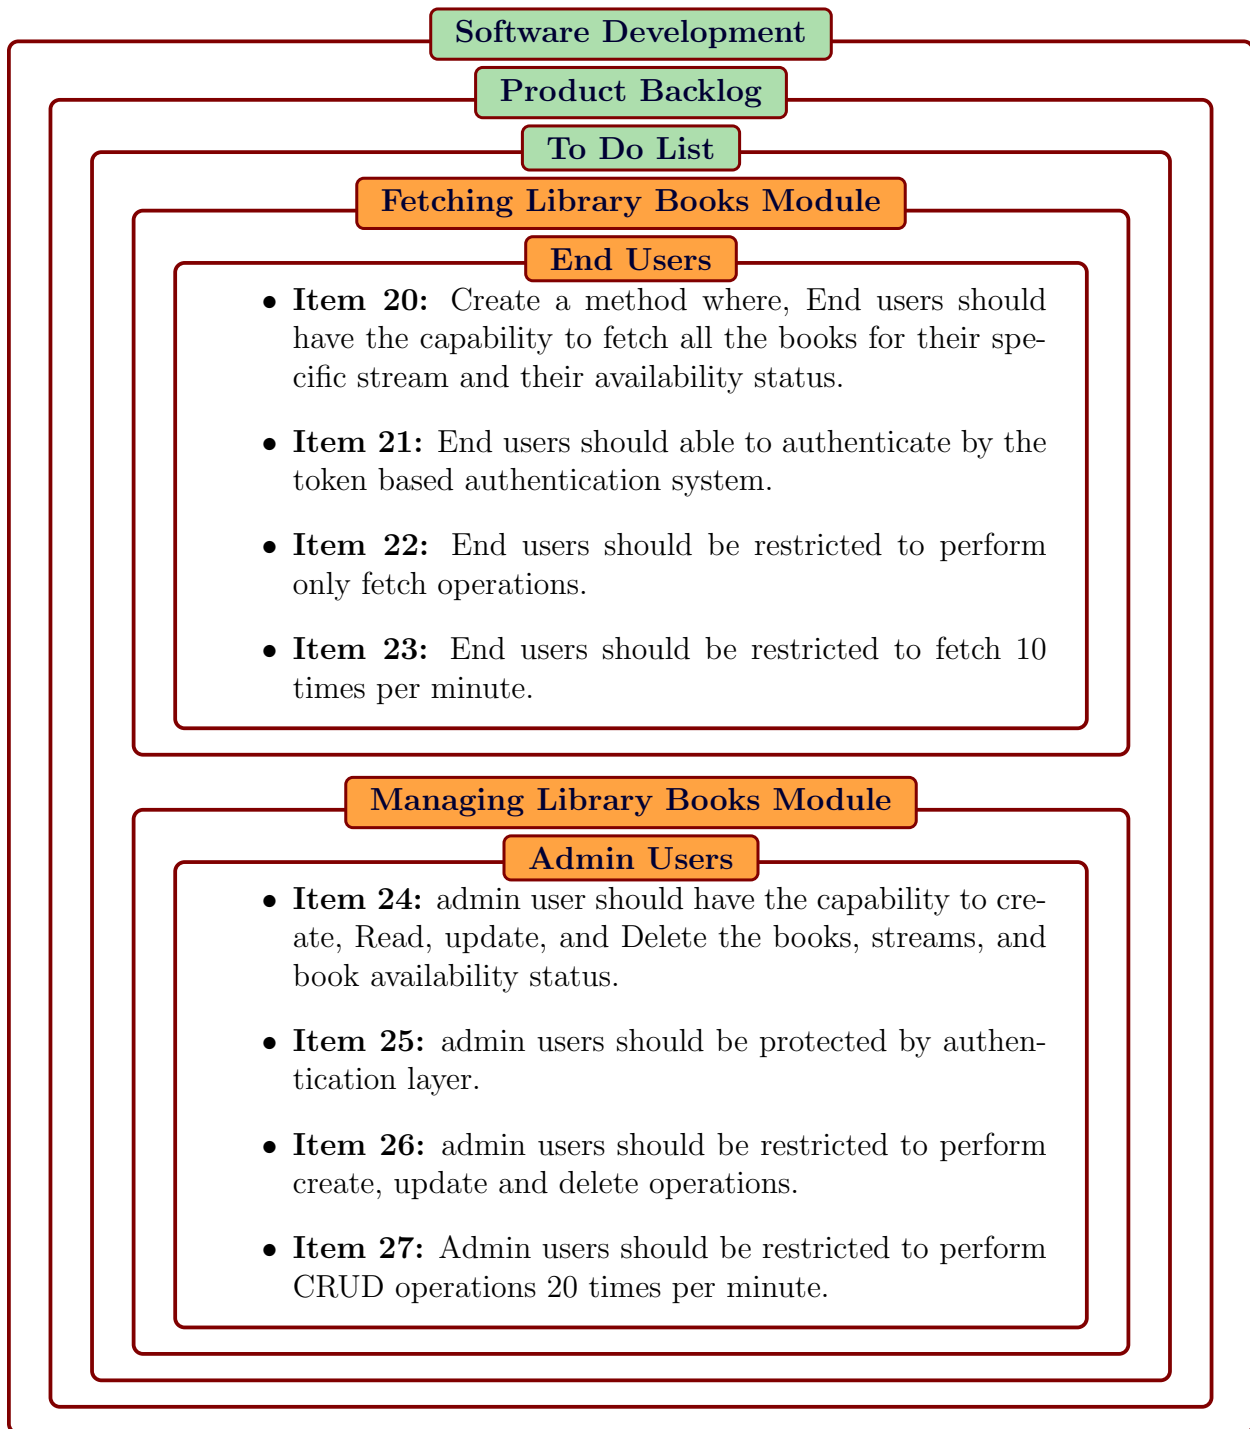 Software Development
Product Backlog
To Do List
Fetching Library Books Module
End Users
• Item 20: Create a method where, End users should
have the capability to fetch all the books for their spe-
cific stream and their availability status.
• Item 21: End users should able to authenticate by the
token based authentication system.
• Item 22: End users should be restricted to perform
only fetch operations.
• Item 23: End users should be restricted to fetch 10
times per minute.
Managing Library Books Module
Admin Users
• Item 24: admin user should have the capability to cre-
ate, Read, update, and Delete the books, streams, and
book availability status.
• Item 25: admin users should be protected by authen-
tication layer.
• Item 26: admin users should be restricted to perform
create, update and delete operations.
• Item 27: Admin users should be restricted to perform
CRUD operations 20 times per minute.